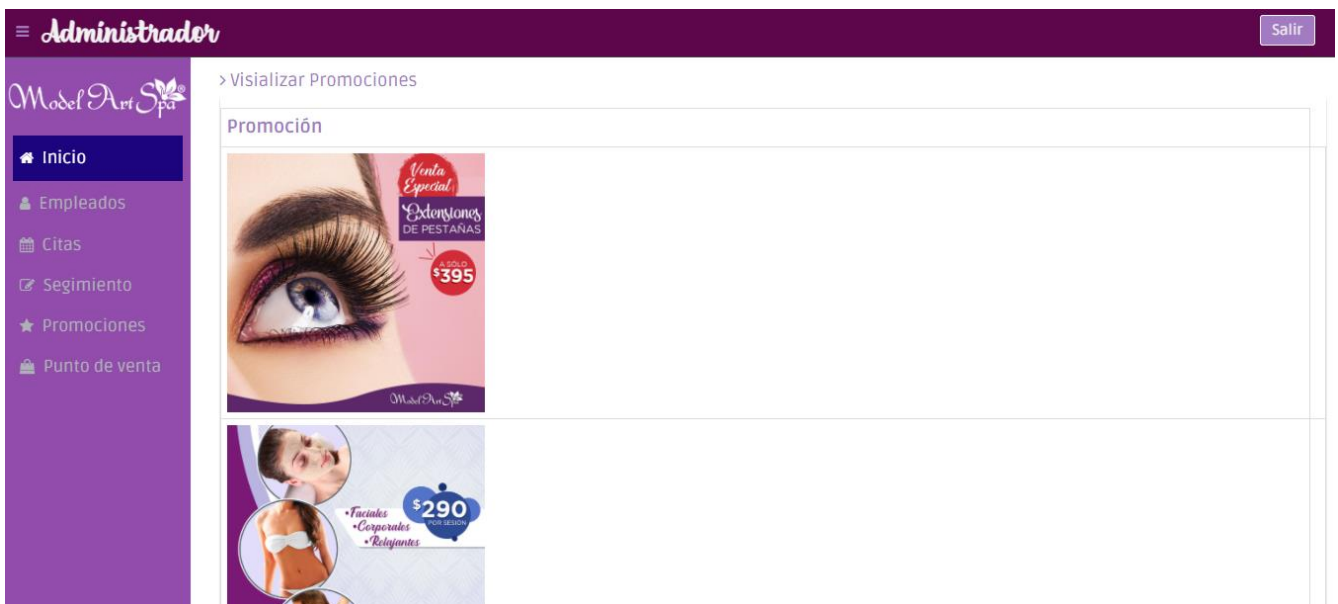 Administrador
Salir
Model Art Spa®
> Visializar Promociones
Promoción
Inicio
Empleados
Citas
Segimiento
Promociones
Punto de venta
Venta
Especial
Extensiones
DE PESTAÑAS
A SÓLO
$395
Model Art Spa
$290
POR SESIÓN
•Faciales
•Corporales
•Relajantes